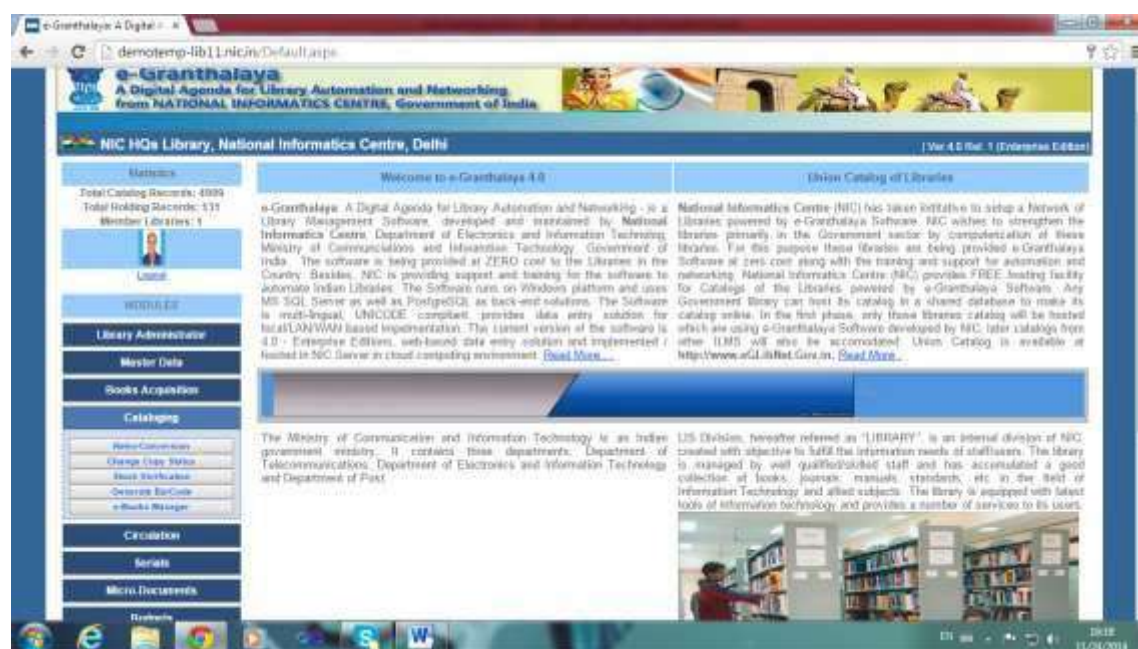 e-Granthalaya: A Digital
demotemp-lib11.nic.in/Default.aspx
e-Granthalaya
A Digital Agenda for Library Automation and Networking
from NATIONAL INFORMATICS CENTRE, Government of India
NIC HQs Library, National Informatics Centre, Delhi
| Ver 4.0 Rel. 1 (Enterprise Edition)
Statistics
Total Catalog Records: 4999
Total Holding Records: 131
Member Libraries: 1
Logout
MODULES
Library Administrator
Master Data
Books Acquisition
Cataloging
Retro Conversion
Change Copy Status
Stock Verification
Generate BarCode
e-Books Manager
Circulation
Serials
Micro-Documents
Budgets
Welcome to e-Granthalaya 4.0
e-Granthalaya: A Digital Agenda for Library Automation and Networking - is a
Library Management Software, developed and maintained by National
Informatics Centre, Department of Electronics and Information Technology,
Ministry of Communications and Information Technology, Government of
India. The software is being provided at ZERO cost to the Libraries in the
Country. Besides, NIC is providing support and training for the software to
automate Indian Libraries. The Software runs on Windows platform and uses
MS SQL Server as well as PostgreSQL as back-end solutions. The Software
is multi-lingual, UNICODE compliant, provides data entry solution for
local/LAN/WAN based implementation. The current version of the software is
4.0 - Enterprise Editions, web-based data entry solution and implemented /
hosted in NIC Server in cloud computing environment. Read More....
Union Catalog of Libraries
National Informatics Centre (NIC) has taken intitiative to setup a Network of
Libraries powered by e-Granthalaya Software. NIC wishes to strengthen the
libraries primarily in the Government sector by computerization of these
libraries. For this purpose these libraries are being provided e-Granthalaya
Software at zero cost along with the training and support for automation and
networking. National Informatics Centre (NIC) provides FREE hosting facility
for Catalogs of the Libraries powered by e-Granthalaya Software. Any
Government library can host its catalog in a shared database to make its
catalog online. In the first phase, only those libraries catalog will be hosted
which are using e-Granthalaya Software developed by NIC, later catalogs from
other ILMS will also be accomodated. Union Catalog is available at
http://www.eGLibNet.Gov.in. Read More..
The Ministry of Communication and Information Technology is an Indian
government ministry. It contains three departments, Department of
Telecommunications, Department of Electronics and Information Technology
and Department of Post.
LIS Division, hereafter referred as "LIBRARY", is an internal division of NIC
created with objective to fulfill the information needs of staff/users. The library
is managed by well qualified/skilled staff and has accumulated a good
collection of books, journals, manuals, standards, etc in the field of
Information Technology and allied subjects. The library is equipped with latest
tools of information technology and provides a number of services to its users.
EN